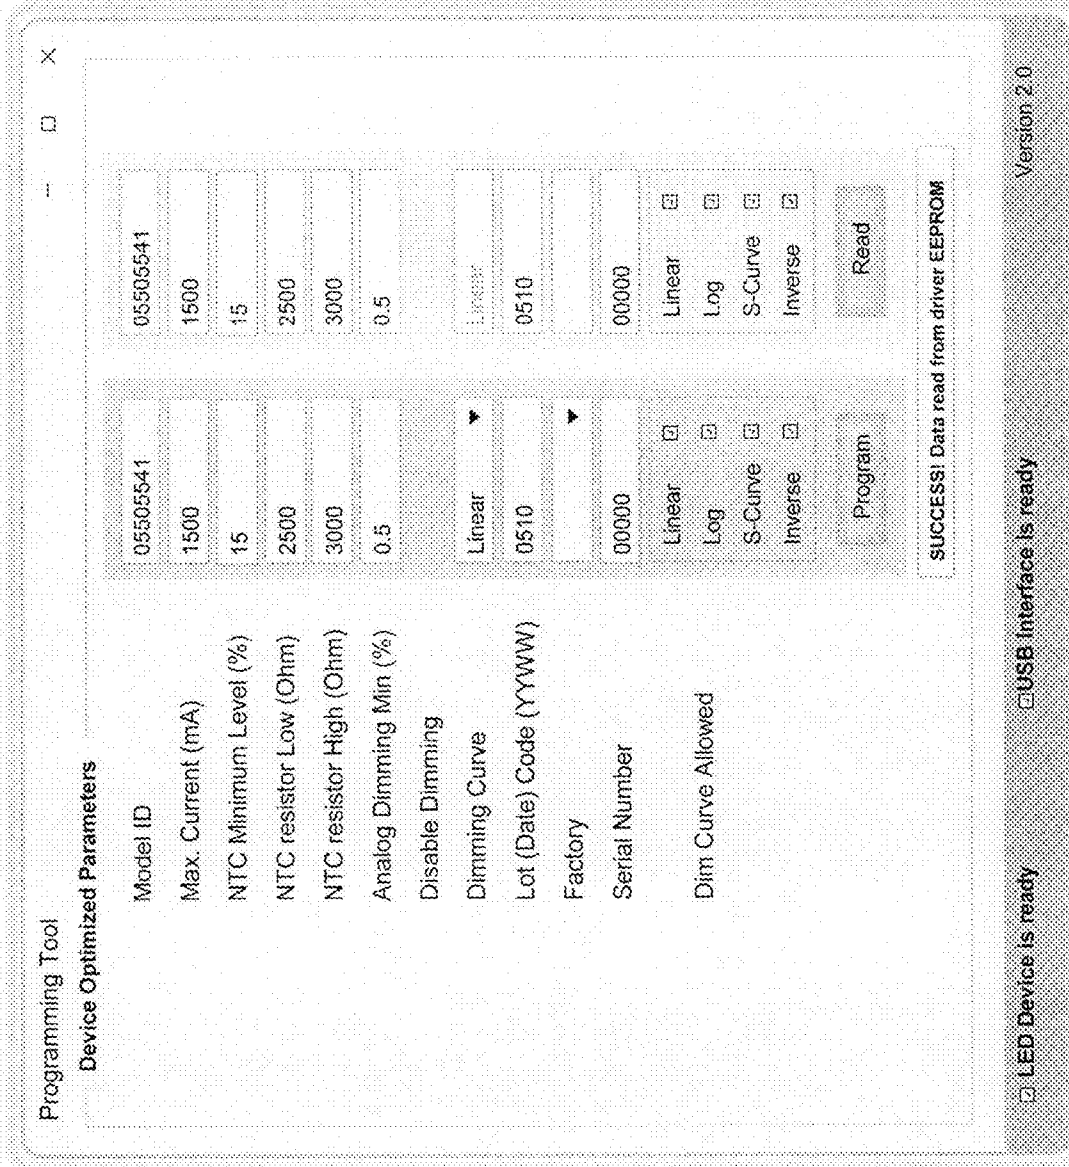 Programming Tool
Device Optimized Parameters
Model ID 05505541 05505541
Max. Current (mA) 1500 1500
NTC Minimum Level (%) 15 15
NTC resistor Low (Ohm) 2500 2500
NTC resistor High (Ohm) 3000 3000
Analog Dimming Min (%) 0.5 0.5
Disable Dimming
Dimming Curve Linear Linear
Lot (Date) Code (YYWW) 0510 0510
Factory
Serial Number 00000 00000
Dim Curve Allowed
Linear Linear
Log Log
S-Curve S-Curve
Inverse Inverse
Program Read
SUCCESS! Data read from driver EEPROM
LED Device is ready USB Interface is ready Version 2.0